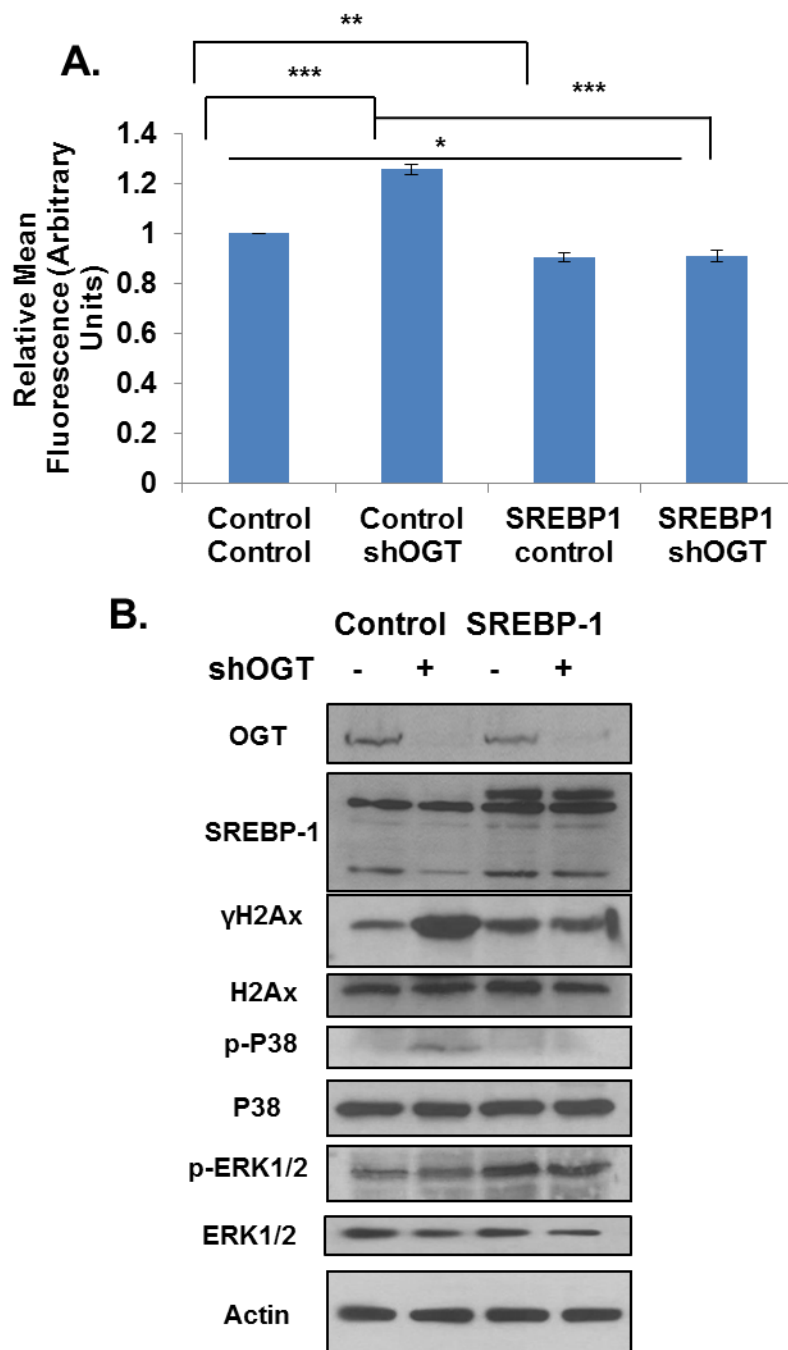 A.
**
***
***
*
Relative Mean
Fluorescence (Arbitrary
Units)
1.4
1.2
1
0.8
0.6
0.4
0.2
0
Control
Control
Control
shOGT
SREBP1
control
SREBP1
shOGT
B.
Control SREBP-1
shOGT - + - +
OGT
SREBP-1
γH2Ax
H2Ax
p-P38
P38
p-ERK1/2
ERK1/2
Actin